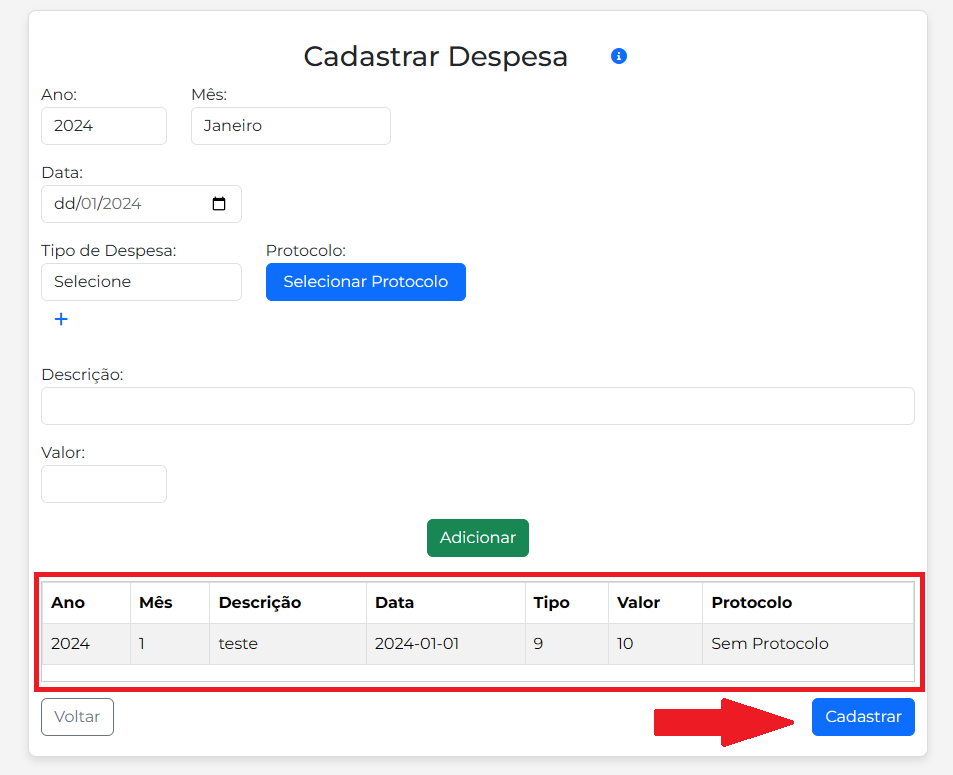 Cadastrar Despesa
Ano: Mês:
2024 Janeiro
Data:
dd/01/2024
Tipo de Despesa: Protocolo:
Selecione Selecionar Protocolo
+
Descrição:
Valor:
Adicionar
Ano Mês Descrição Data Tipo Valor Protocolo
2024 1 teste 2024-01-01 9 10 Sem Protocolo
Voltar Cadastrar